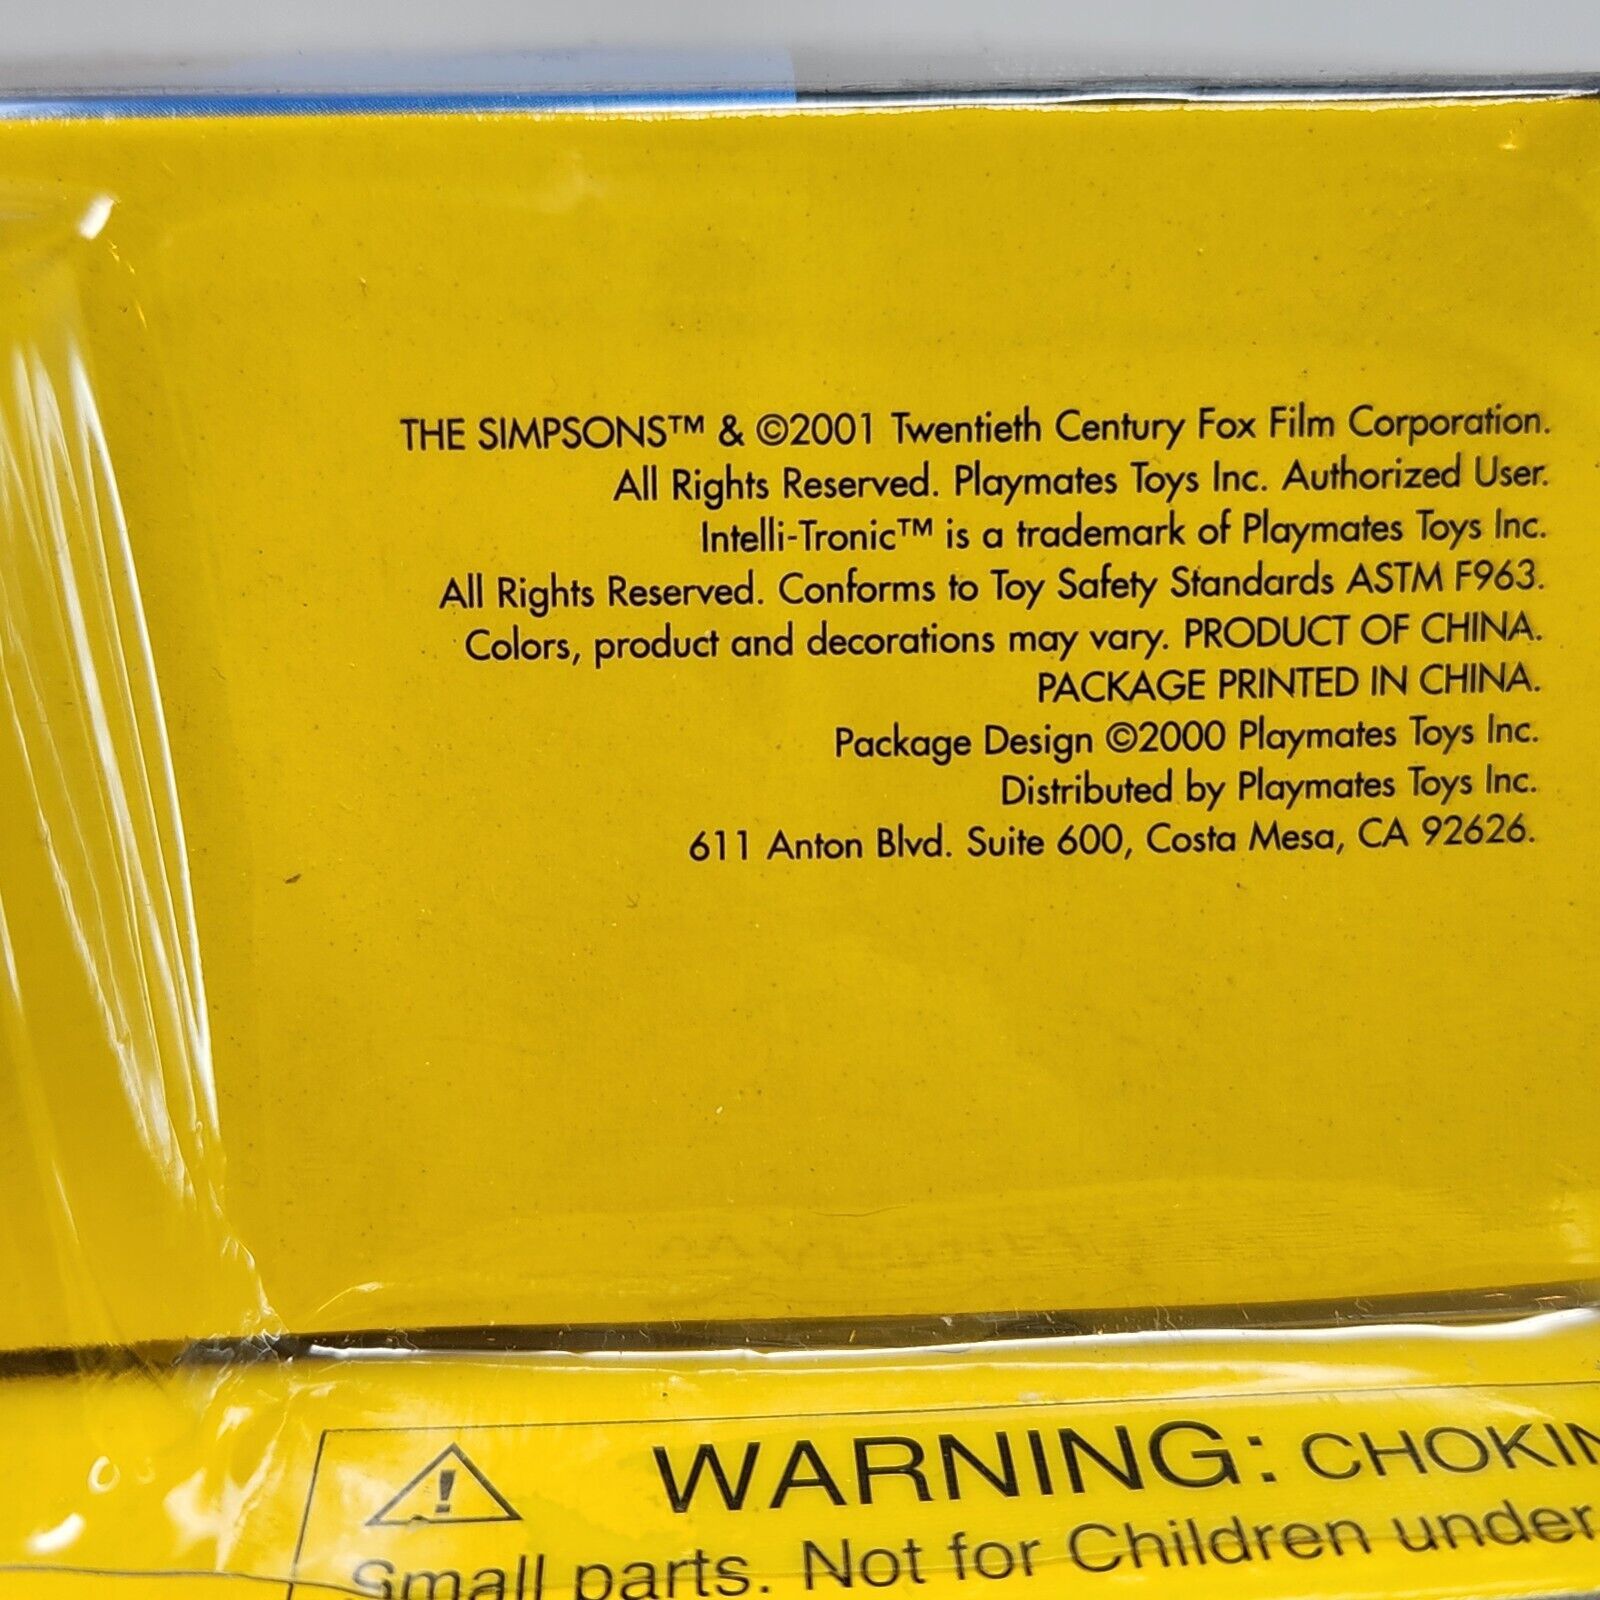 THE SIMPSONS™ & ©2001 Twentieth Century Fox Film Corporation.
All Rights Reserved. Playmates Toys Inc. Authorized User.
Intelli-Tronic™ is a trademark of Playmates Toys Inc.
All Rights Reserved. Conforms to Toy Safety Standards ASTM F963.
Colors, product and decorations may vary. PRODUCT OF CHINA.
PACKAGE PRINTED IN CHINA.
Package Design ©2000 Playmates Toys Inc.
Distributed by Playmates Toys Inc.
611 Anton Blvd. Suite 600, Costa Mesa, CA 92626.
WARNING: CHOKIN
Small parts. Not for Children under